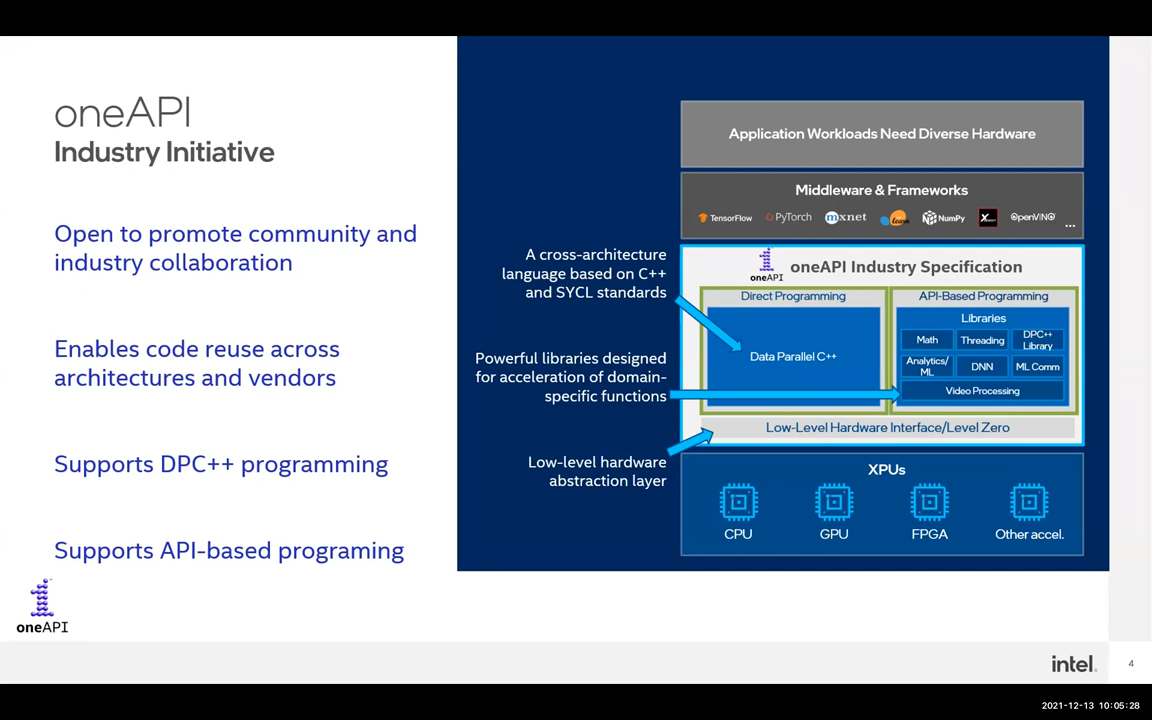 oneAPI
Industry Initiative
Open to promote community and
industry collaboration
Enables code reuse across
architectures and vendors
Supports DPC++ programming
Supports API-based programing
oneAPI
Application Workloads Need Diverse Hardware
Middleware & Frameworks
TensorFlow PyTorch mxnet learn NumPy OpenVINO ...
A cross-architecture
language based on C++
and SYCL standards
Powerful libraries designed
for acceleration of domain-
specific functions
Low-level hardware
abstraction layer
oneAPI
oneAPI Industry Specification
Direct Programming
Data Parallel C++
API-Based Programming
Libraries
Math
Threading
DPC++
Library
Analytics/
ML
DNN
ML Comm
Video Processing
Low-Level Hardware Interface/Level Zero
XPUs
CPU GPU FPGA Other accel.
intel.
4
2021-12-13 10:05:28